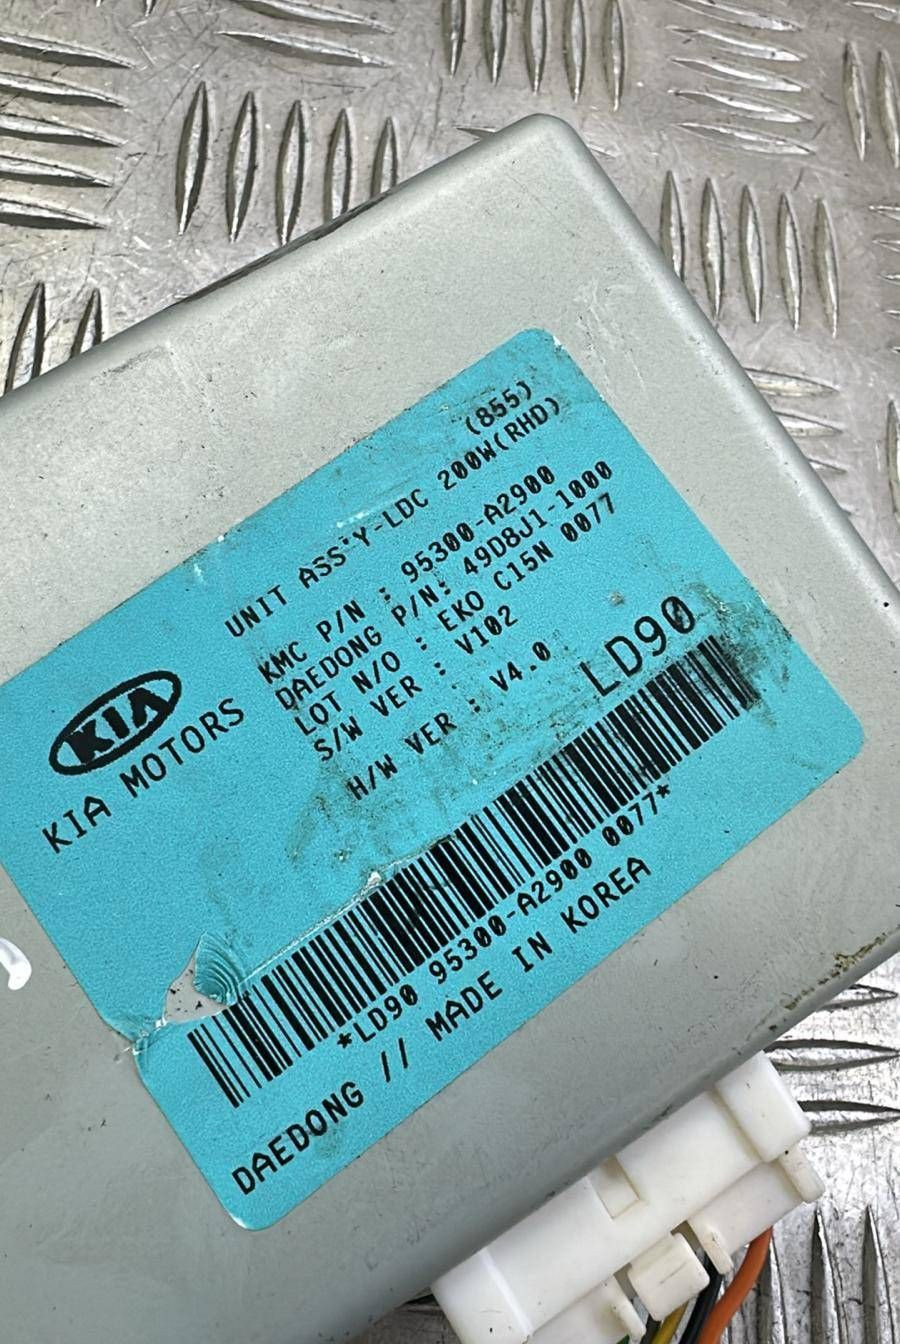 (855)
UNIT ASS'Y-LDC 200W(RHD)
KMC P/N : 95300-A2900
DAEDONG P/N: 49D8J1-1000
LOT N/O : EKO C15N 0077
S/W VER : V102
H/W VER : V4.0
LD90
KIA
KIA MOTORS
*LD90 95300-A2900 0077*
DAEDONG // MADE IN KOREA